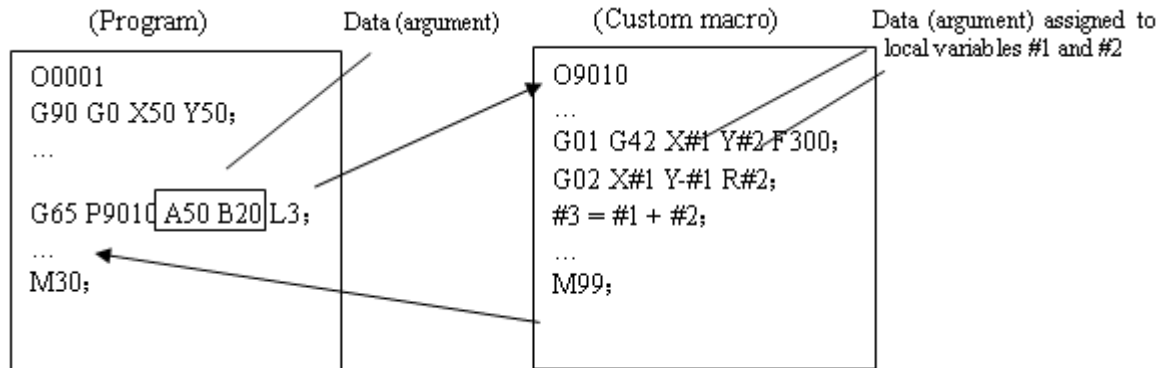 (Program)
Data (argument)
(Custom macro)
Data (argument) assigned to
local variables #1 and #2
O0001
G90 G0 X50 Y50;
...
G65 P9010 A50 B20 L3;
...
M30;
O9010
...
G01 G42 X#1 Y#2 F300;
G02 X#1 Y-#1 R#2;
#3 = #1 + #2;
...
M99;